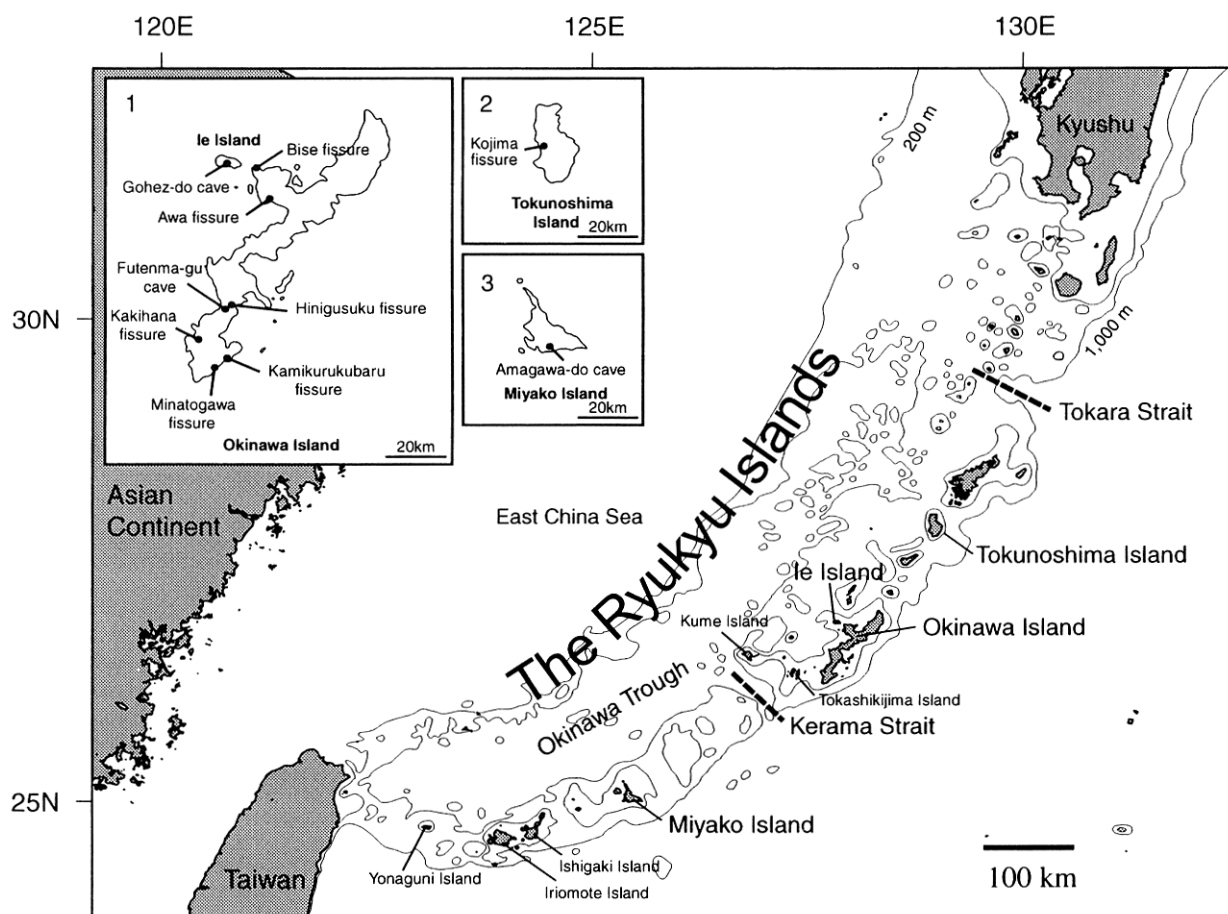 120E
125E
130E
30N
25N
1
Ie Island
Bise fissure
Gohez-do cave
Awa fissure
Futenma-gu
cave
Hinigusuku fissure
Kakihana
fissure
Kamikurukubaru
fissure
Minatogawa
fissure
Okinawa Island
20km
2
Kojima
fissure
Tokunoshima
Island
20km
3
Amagawa-do cave
Miyako Island
20km
200 m
Kyushu
1,000 m
Tokara Strait
The Ryukyu Islands
Asian
Continent
East China Sea
Tokunoshima Island
Ie Island
Kume Island
Okinawa Island
Tokashikijima Island
Okinawa Trough
Kerama Strait
Miyako Island
Ishigaki Island
Yonaguni Island
Iriomote Island
Taiwan
100 km